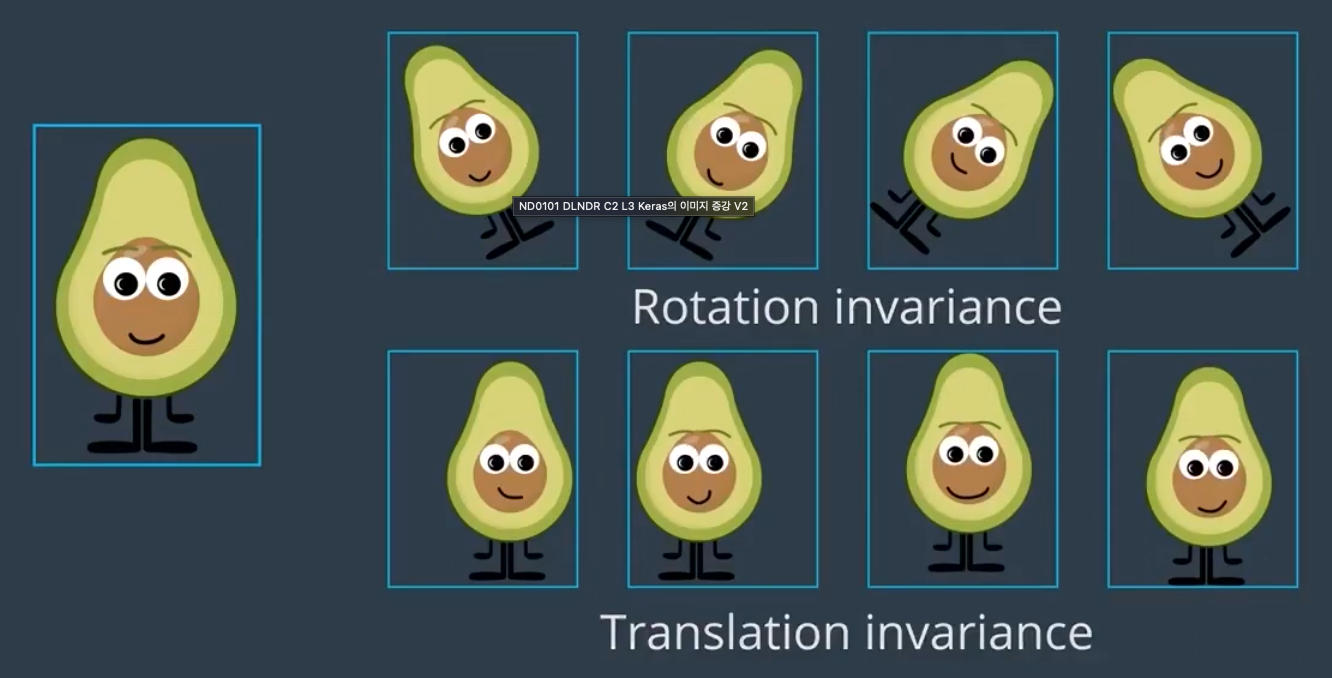 ND0101 DLNDR C2 L3 Keras의 이미지 증강 V2
Rotation invariance
Translation invariance